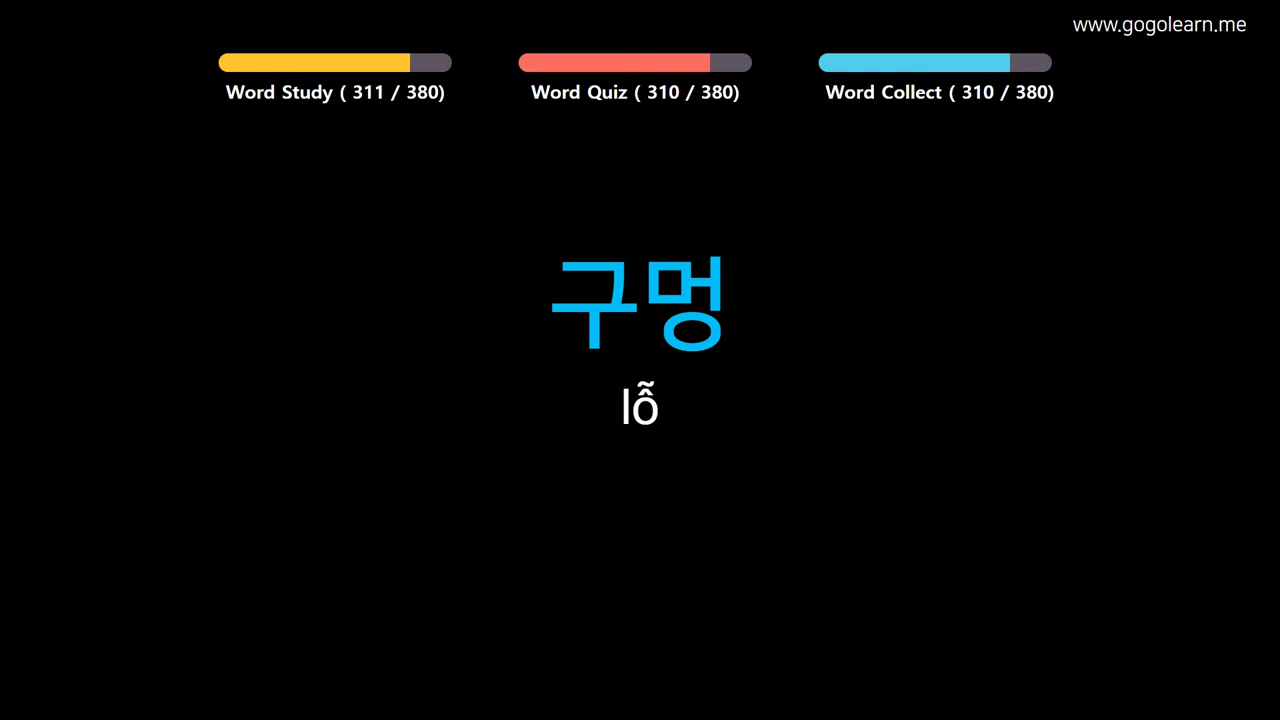 www.gogolearn.me
Word Study ( 311 / 380)
Word Quiz ( 310 / 380)
Word Collect ( 310 / 380)
구멍
lỗ